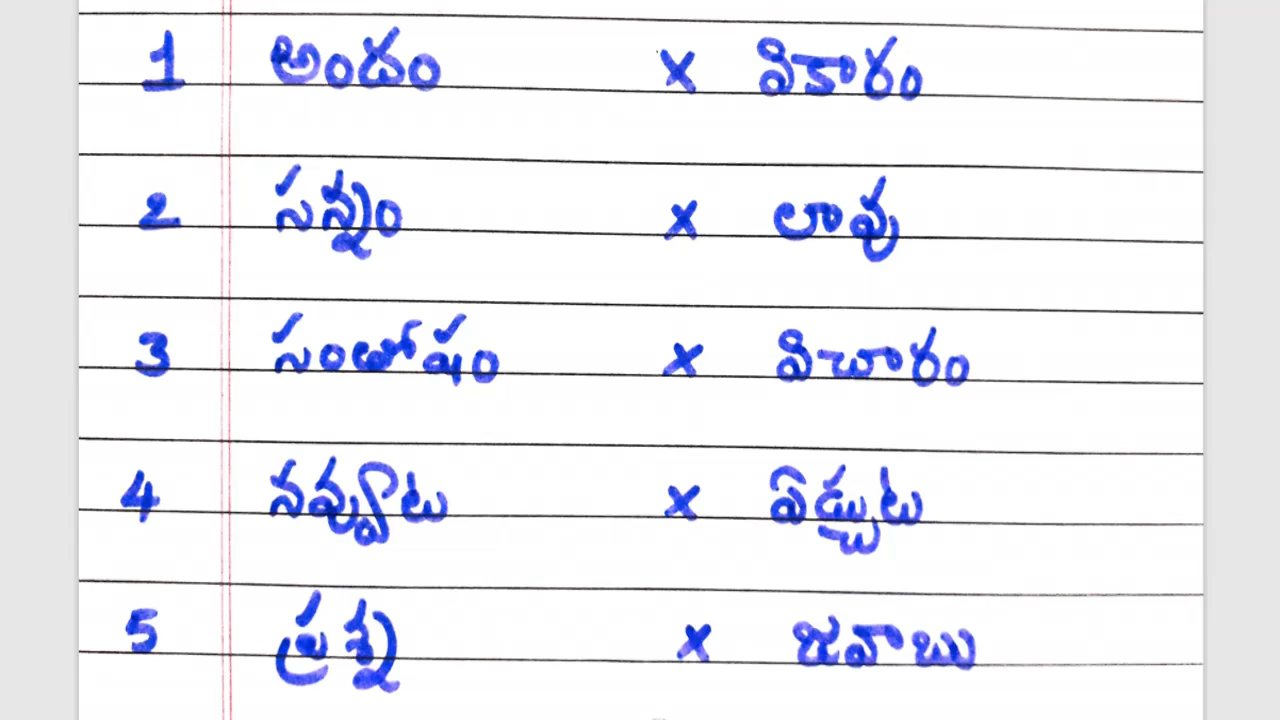 1 అందం x వికారం
2 సన్నం x లావు
3 సంతోషం x విచారం
4 నవ్వుట x ఏడ్చుట
5 ప్రశ్న x జవాబు